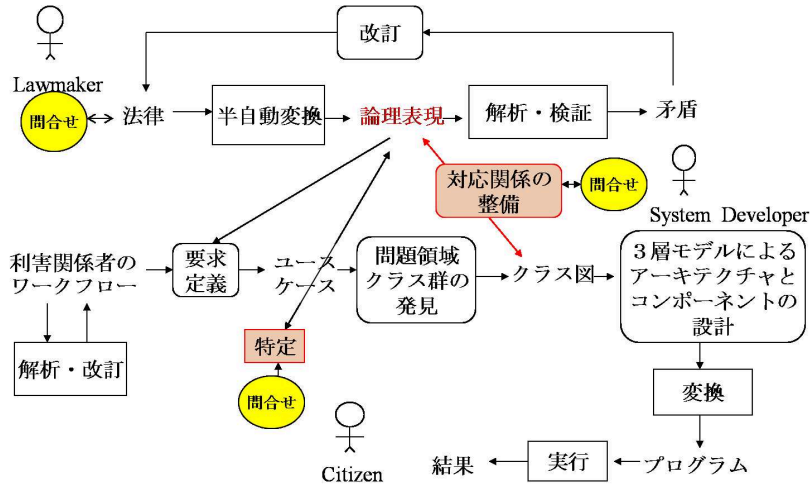 改訂
Lawmaker
問合せ
法律
半自動変換
論理表現
解析・検証
矛盾
対応関係の
整備
問合せ
System Developer
利害関係者の
ワークフロー
要求
定義
ユース
ケース
問題領域
クラス群の
発見
クラス図
３層モデルによる
アーキテクチャと
コンポーネントの
設計
解析・改訂
特定
問合せ
変換
Citizen
結果
実行
プログラム